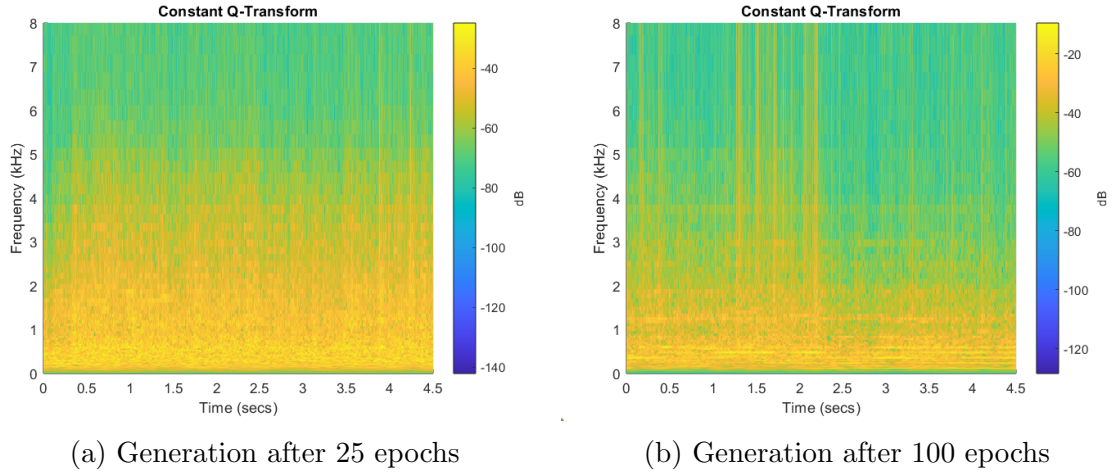 Constant Q-Transform
8
7
6
5
4
3
2
1
0
Frequency (kHz)
0 0.5 1 1.5 2 2.5 3 3.5 4 4.5
Time (secs)
-40
-60
-80
-100
-120
-140
dB
(a) Generation after 25 epochs
Constant Q-Transform
8
7
6
5
4
3
2
1
0
Frequency (kHz)
0 0.5 1 1.5 2 2.5 3 3.5 4 4.5
Time (secs)
-20
-40
-60
-80
-100
-120
dB
(b) Generation after 100 epochs